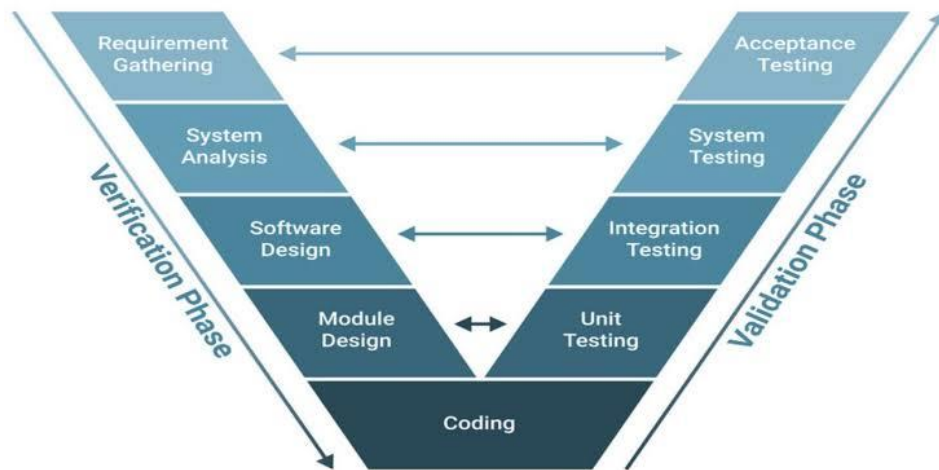 Requirement
Gathering
Acceptance
Testing
System
Analysis
System
Testing
Software
Design
Integration
Testing
Module
Design
Unit
Testing
Coding
Verification Phase
Validation Phase